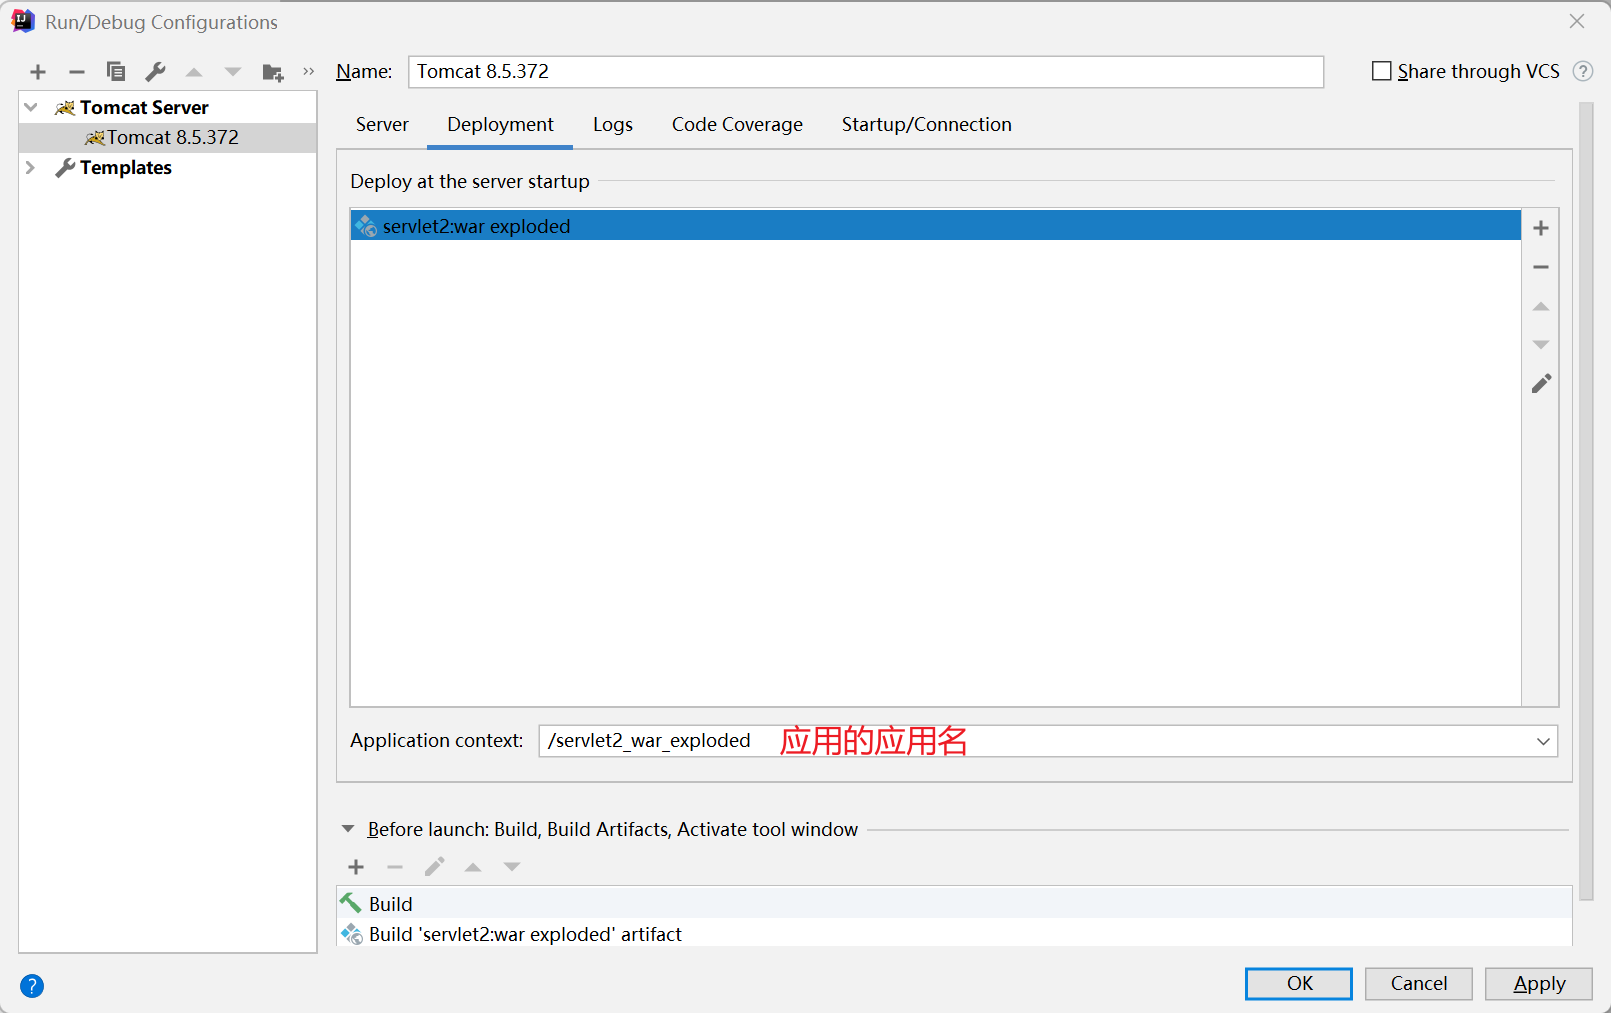 Run/Debug Configurations
Name: Tomcat 8.5.372
Share through VCS ?
Tomcat Server
Tomcat 8.5.372
Templates
Server Deployment Logs Code Coverage Startup/Connection
Deploy at the server startup
servlet2:war exploded
Application context: /servlet2_war_exploded 应用的应用名
Before launch: Build, Build Artifacts, Activate tool window
Build
Build 'servlet2:war exploded' artifact
? OK Cancel Apply